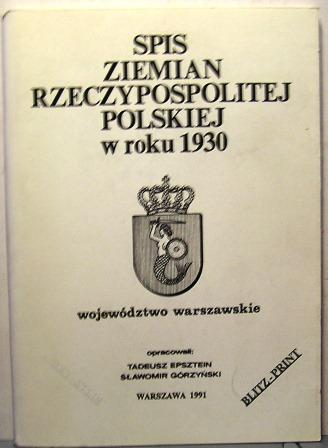 SPIS
ZIEMIAN
RZECZYPOSPOLITEJ
POLSKIEJ
w roku 1930
województwo warszawskie
opracowali:
TADEUSZ EPSZTEIN
SŁAWOMIR GÓRZYŃSKI
WARSZAWA 1991
BLITZ-PRINT